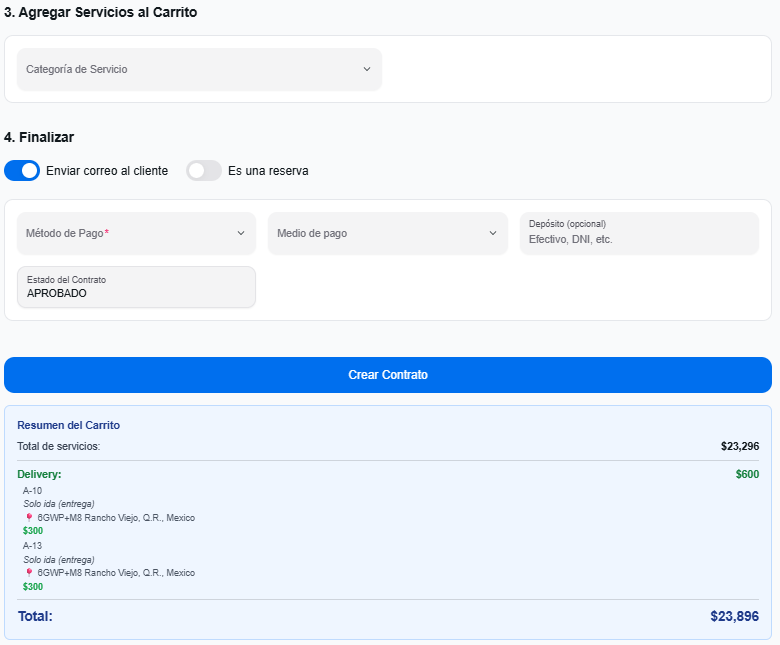 3. Agregar Servicios al Carrito
Categoría de Servicio
4. Finalizar
Enviar correo al cliente Es una reserva
Método de Pago* Medio de pago Depósito (opcional)
Efectivo, DNI, etc.
Estado del Contrato
APROBADO
Crear Contrato
Resumen del Carrito
Total de servicios: $23,296
Delivery: $600
A-10
Solo ida (entrega)
6GWP+M8 Rancho Viejo, Q.R., Mexico
$300
A-13
Solo ida (entrega)
6GWP+M8 Rancho Viejo, Q.R., Mexico
$300
Total: $23,896